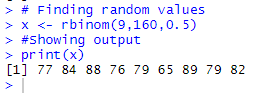 > # Finding random values
> x <- rbinom(9,160,0.5)
> #Showing output
> print(x)
[1] 77 84 88 76 79 65 89 79 82
>